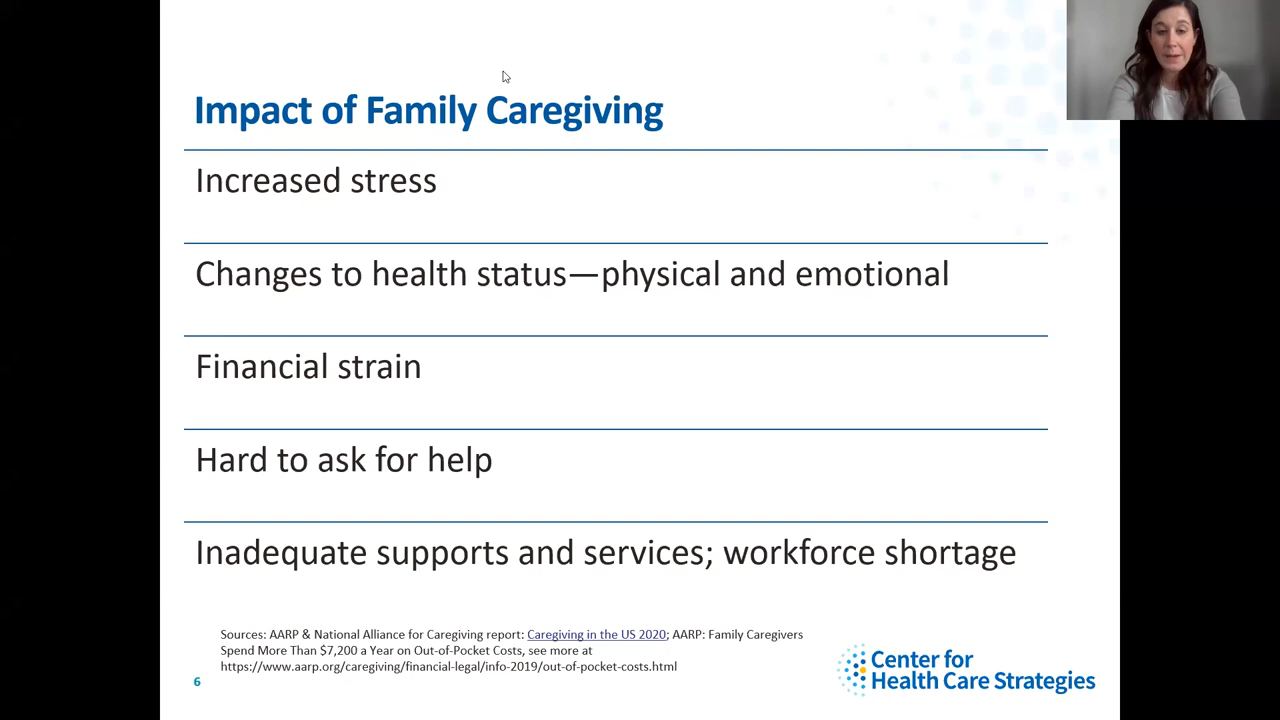 Impact of Family Caregiving
Increased stress
Changes to health status—physical and emotional
Financial strain
Hard to ask for help
Inadequate supports and services; workforce shortage
Sources: AARP & National Alliance for Caregiving report: Caregiving in the US 2020; AARP: Family Caregivers
Spend More Than $7,200 a Year on Out-of-Pocket Costs, see more at
https://www.aarp.org/caregiving/financial-legal/info-2019/out-of-pocket-costs.html
6
Center for
Health Care Strategies